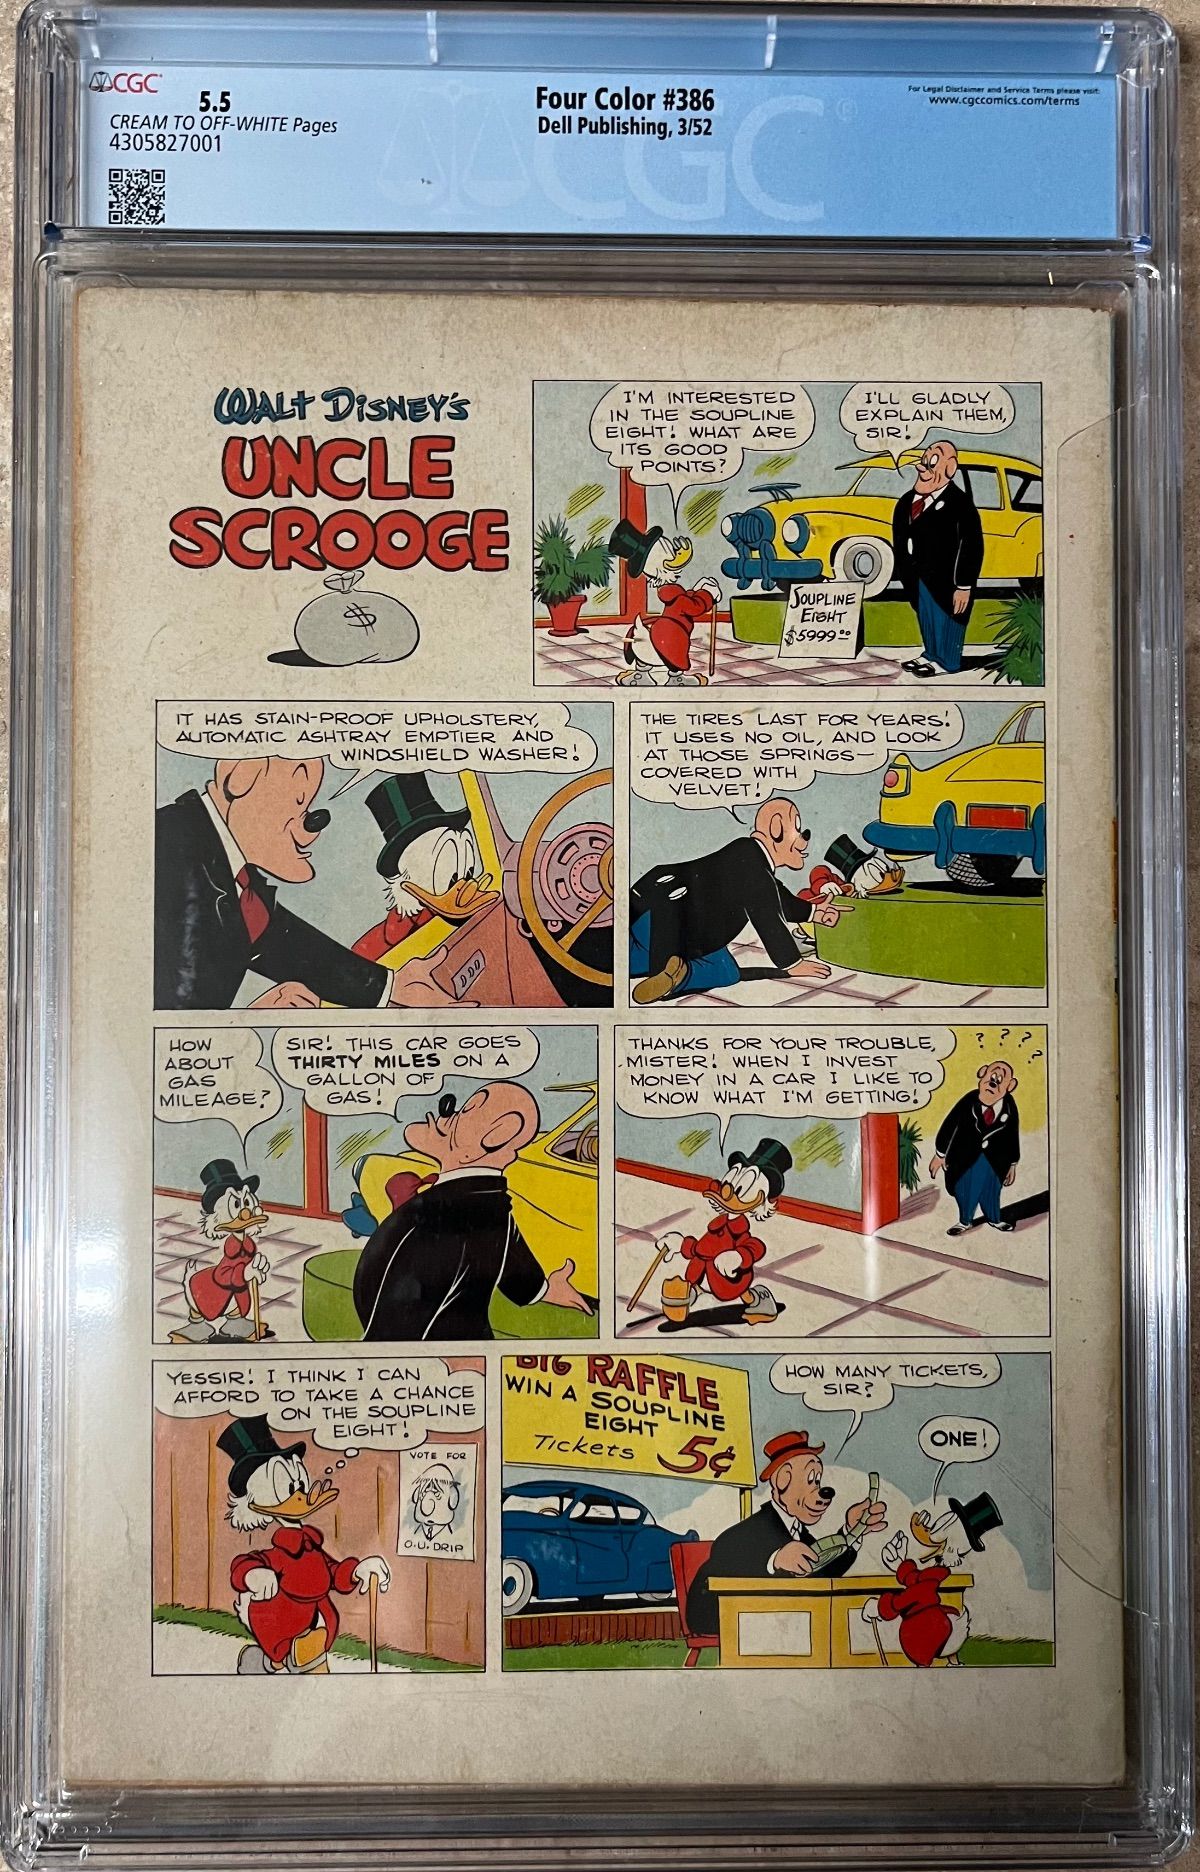 CGC
5.5
CREAM TO OFF-WHITE Pages
4305827001
Four Color #386
Dell Publishing, 3/52
For Legal Disclaimer and Service Terms please visit:
www.cgccomics.com/terms
CGC
WALT DISNEY'S
UNCLE
SCROOGE
$
I'M INTERESTED
IN THE SOUPLINE
EIGHT! WHAT ARE
ITS GOOD
POINTS?
I'LL GLADLY
EXPLAIN THEM,
SIR!
SOUPLINE
EIGHT
$5999.00
IT HAS STAIN-PROOF UPHOLSTERY,
AUTOMATIC ASHTRAY EMPTIER AND
WINDSHIELD WASHER!
THE TIRES LAST FOR YEARS!
IT USES NO OIL, AND LOOK
AT THOSE SPRINGS—
COVERED WITH
VELVET!
HOW
ABOUT
GAS
MILEAGE?
SIR! THIS CAR GOES
THIRTY MILES ON A
GALLON OF
GAS!
THANKS FOR YOUR TROUBLE,
MISTER! WHEN I INVEST
MONEY IN A CAR I LIKE TO
KNOW WHAT I'M GETTING!
? ? ? ?
YESSIR! I THINK I CAN
AFFORD TO TAKE A CHANCE
ON THE SOUPLINE
EIGHT!
VOTE FOR
O.U. DRIP
BIG RAFFLE
WIN A SOUPLINE
EIGHT
Tickets 5¢
HOW MANY TICKETS,
SIR?
ONE!